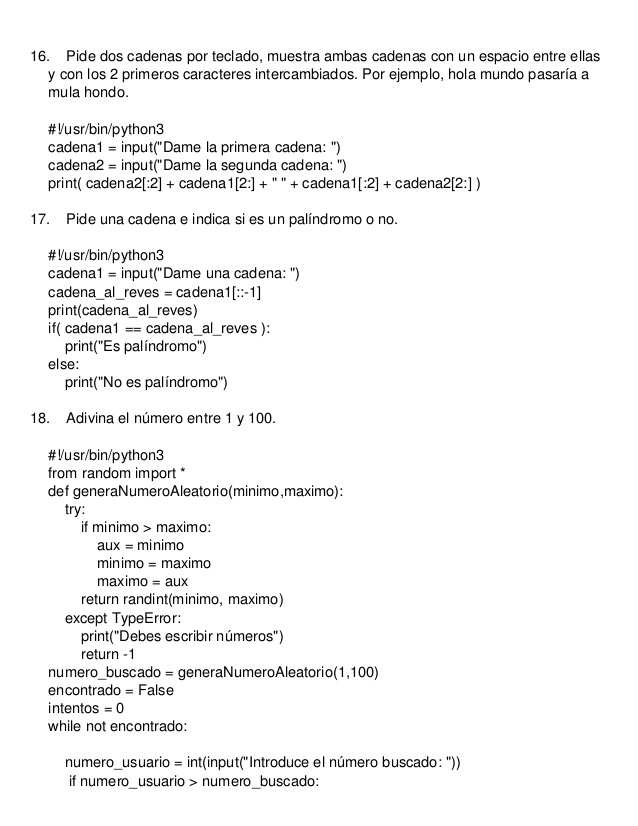 16. Pide dos cadenas por teclado, muestra ambas cadenas con un espacio entre ellas
y con los 2 primeros caracteres intercambiados. Por ejemplo, hola mundo pasaría a
mula hondo.
#!/usr/bin/python3
cadena1 = input("Dame la primera cadena: ")
cadena2 = input("Dame la segunda cadena: ")
print( cadena2[:2] + cadena1[2:] + " " + cadena1[:2] + cadena2[2:] )
17. Pide una cadena e indica si es un palíndromo o no.
#!/usr/bin/python3
cadena1 = input("Dame una cadena: ")
cadena_al_reves = cadena1[::-1]
print(cadena_al_reves)
if( cadena1 == cadena_al_reves ):
    print("Es palíndromo")
else:
    print("No es palíndromo")
18. Adivina el número entre 1 y 100.
#!/usr/bin/python3
from random import *
def generaNumeroAleatorio(minimo,maximo):
    try:
        if minimo > maximo:
            aux = minimo
            minimo = maximo
            maximo = aux
        return randint(minimo, maximo)
    except TypeError:
        print("Debes escribir números")
        return -1
numero_buscado = generaNumeroAleatorio(1,100)
encontrado = False
intentos = 0
while not encontrado:
    numero_usuario = int(input("Introduce el número buscado: "))
    if numero_usuario > numero_buscado: